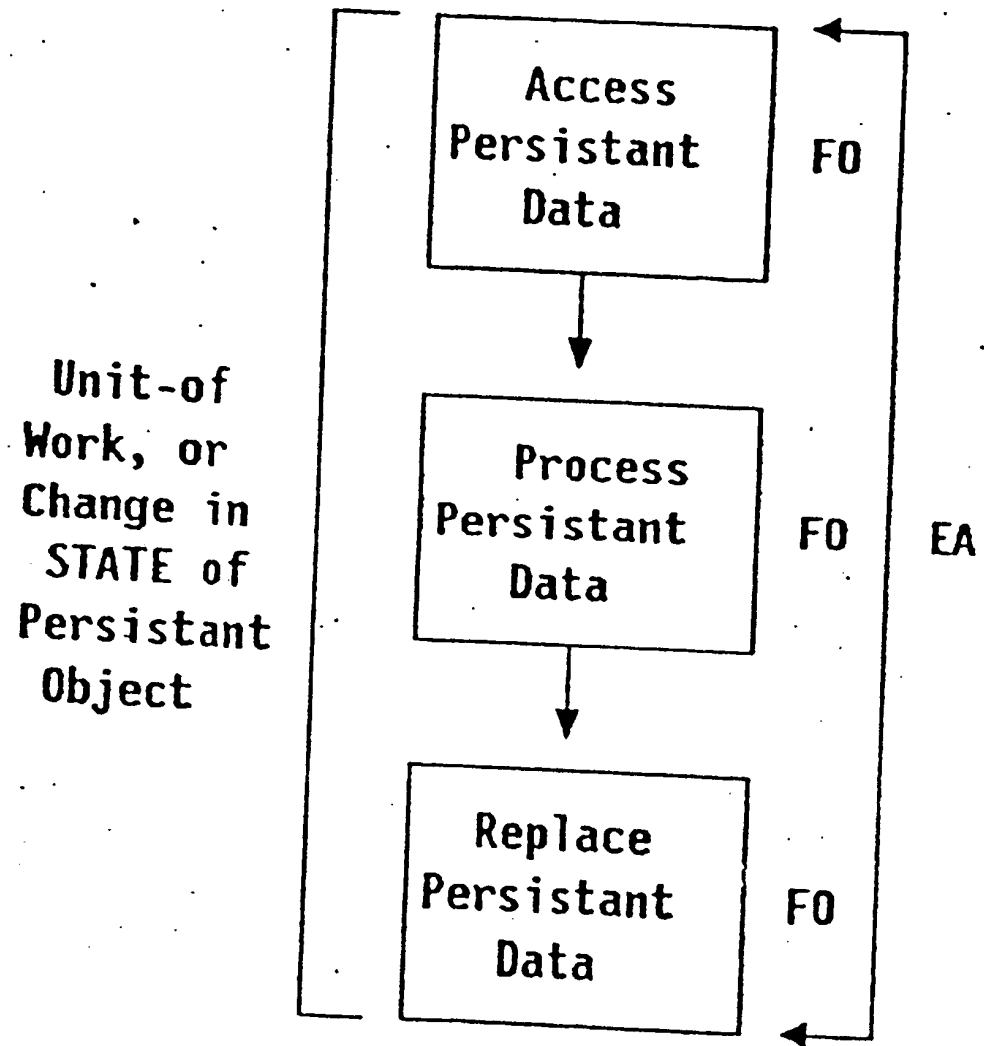 Access
Persistant
Data
FO
Unit-of
Work, or
Change in
STATE of
Persistant
Object
Process
Persistant
Data
FO
EA
Replace
Persistant
Data
FO